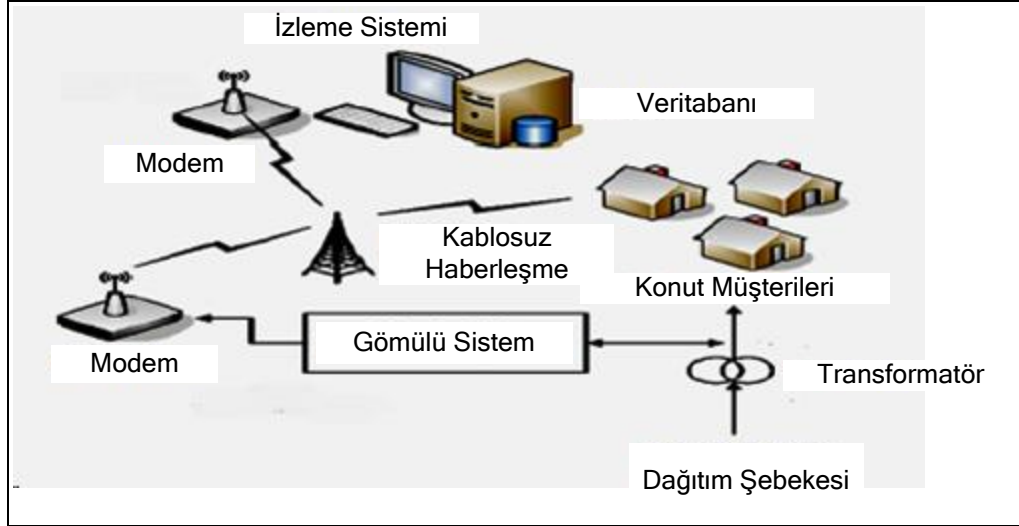 İzleme Sistemi
Veritabanı
Modem
Kablosuz
Haberleşme
Konut Müşterileri
Gömülü Sistem
Modem
Transformatör
Dağıtım Şebekesi